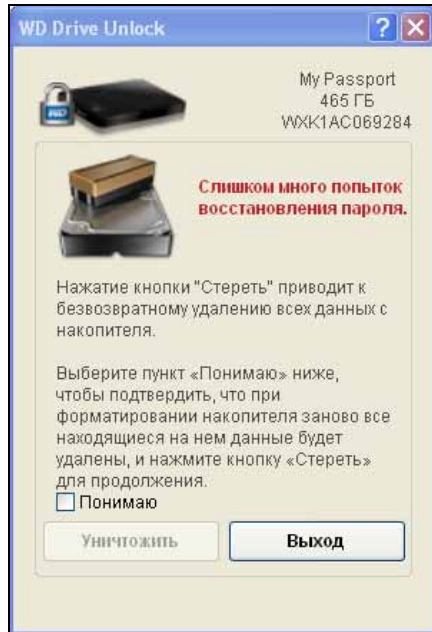 WD Drive Unlock
My Passport
465 ГБ
WXK1AC069284
WD
Слишком много попыток
восстановления пароля.
Нажатие кнопки "Стереть" приводит к
безвозвратному удалению всех данных с
накопителя.
Выберите пункт «Понимаю» ниже,
чтобы подтвердить, что при
форматировании накопителя заново все
находящиеся на нем данные будет
удалены, и нажмите кнопку «Стереть»
для продолжения.
Понимаю
Уничтожить
Выход